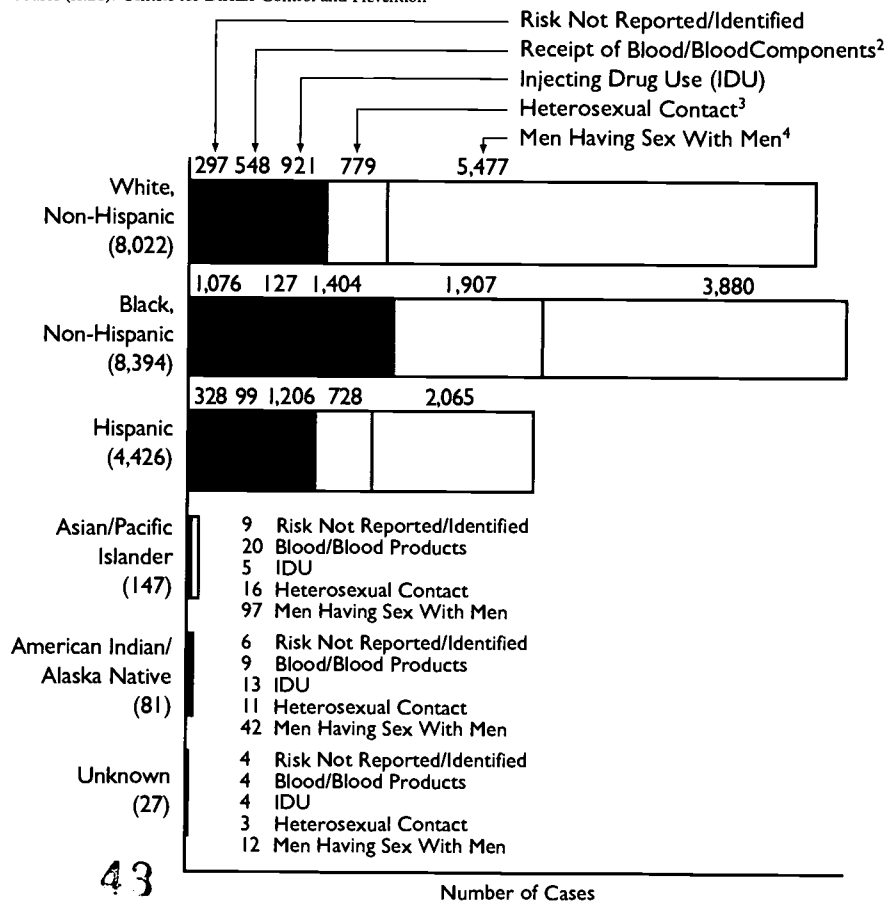 Risk Not Reported/Identified
Receipt of Blood/BloodComponents²
Injecting Drug Use (IDU)
Heterosexual Contact³
Men Having Sex With Men⁴
297 548 921 779 5,477
White,
Non-Hispanic
(8,022)
1,076 127 1,404 1,907 3,880
Black,
Non-Hispanic
(8,394)
328 99 1,206 728 2,065
Hispanic
(4,426)
Asian/Pacific
Islander
(147)
9 Risk Not Reported/Identified
20 Blood/Blood Products
5 IDU
16 Heterosexual Contact
97 Men Having Sex With Men
American Indian/
Alaska Native
(81)
6 Risk Not Reported/Identified
9 Blood/Blood Products
13 IDU
11 Heterosexual Contact
42 Men Having Sex With Men
Unknown
(27)
4 Risk Not Reported/Identified
4 Blood/Blood Products
4 IDU
3 Heterosexual Contact
12 Men Having Sex With Men
43
Number of Cases